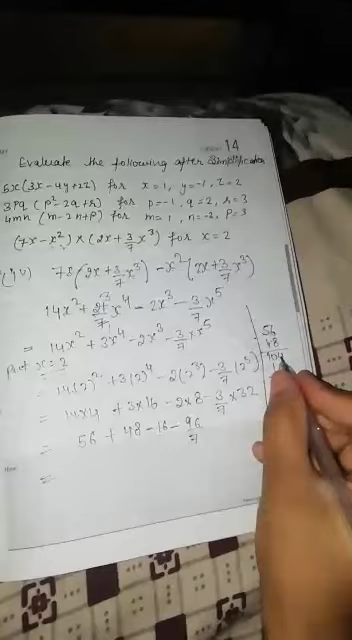 14
Evaluate the following after simplification
5x(3x-4y+2z) for x=1, y=-1, z=2
3pq (p²-2q+r) for p=-1, q=2, r=3
4mn (m-2n+p) for m=1, n=-2, p=3
(7x-x²) × (2x+3/7 x³) for x=2
7x(2x+3/7 x³) - x²(2x+3/7 x³)
14x² + 21/7 x⁴ - 2x³ - 3/7 x⁵
3
= 14x² + 3x⁴ - 2x³ - 3/7 x⁵
Put x=2
= 14(2)² + 3(2)⁴ - 2(2³) - 3/7 (2⁵)
= 14×4 + 3×16 - 2×8 - 3/7 × 32
= 56 + 48 - 16 - 96/7
=
56
48
104